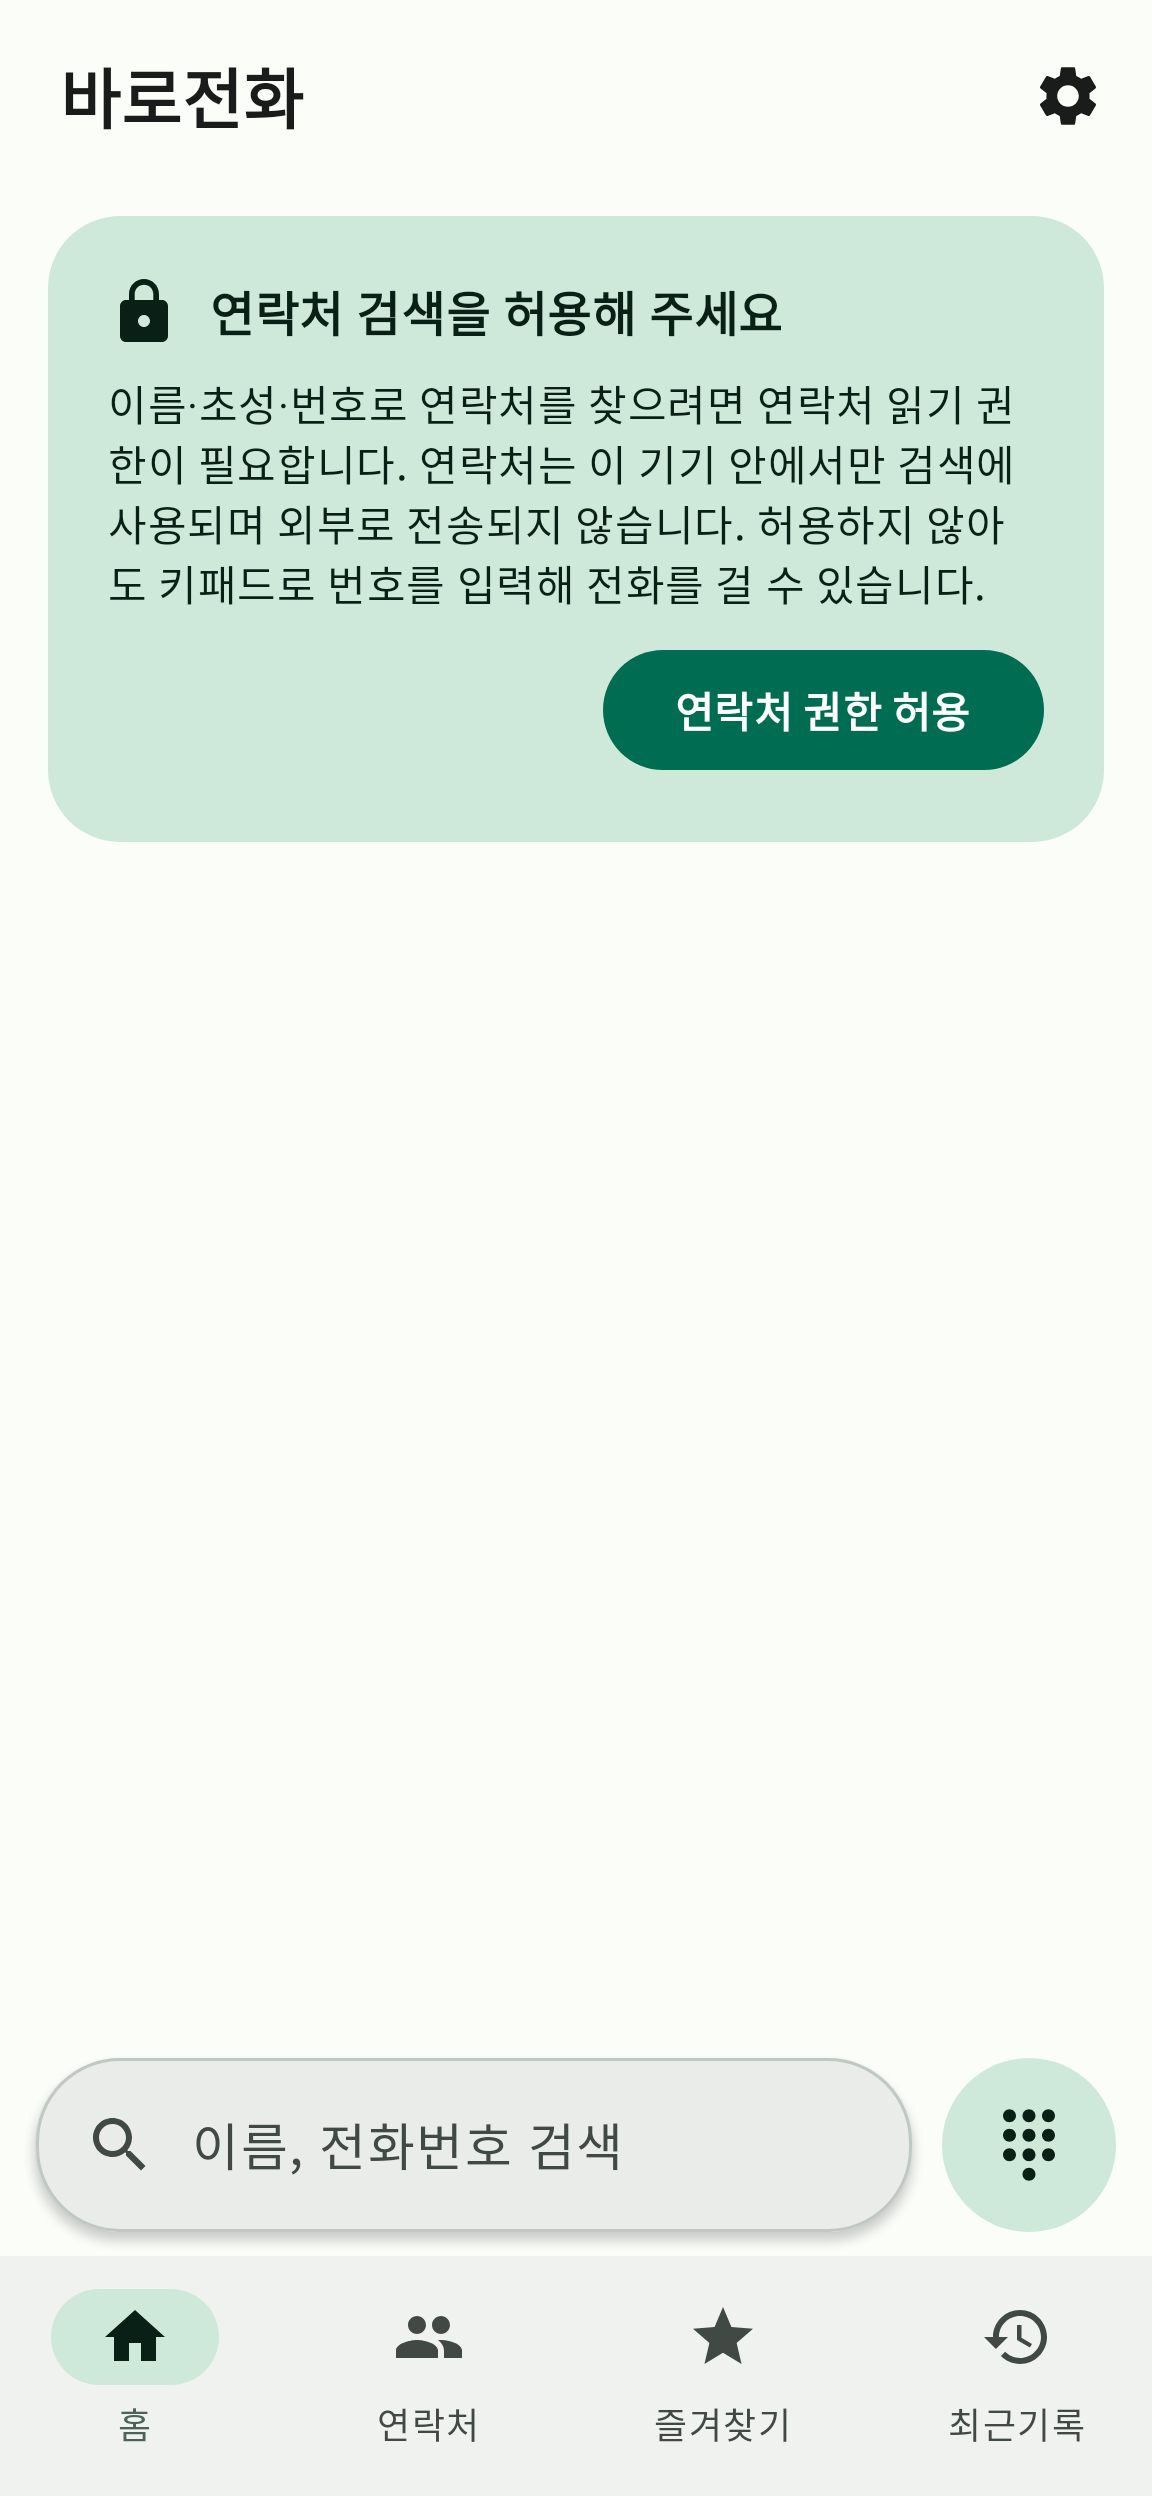 바로전화
연락처 검색을 허용해 주세요
이름·초성·번호로 연락처를 찾으려면 연락처 읽기 권
한이 필요합니다. 연락처는 이 기기 안에서만 검색에
사용되며 외부로 전송되지 않습니다. 허용하지 않아
도 키패드로 번호를 입력해 전화를 걸 수 있습니다.
연락처 권한 허용
이름, 전화번호 검색
홈
연락처
즐겨찾기
최근기록